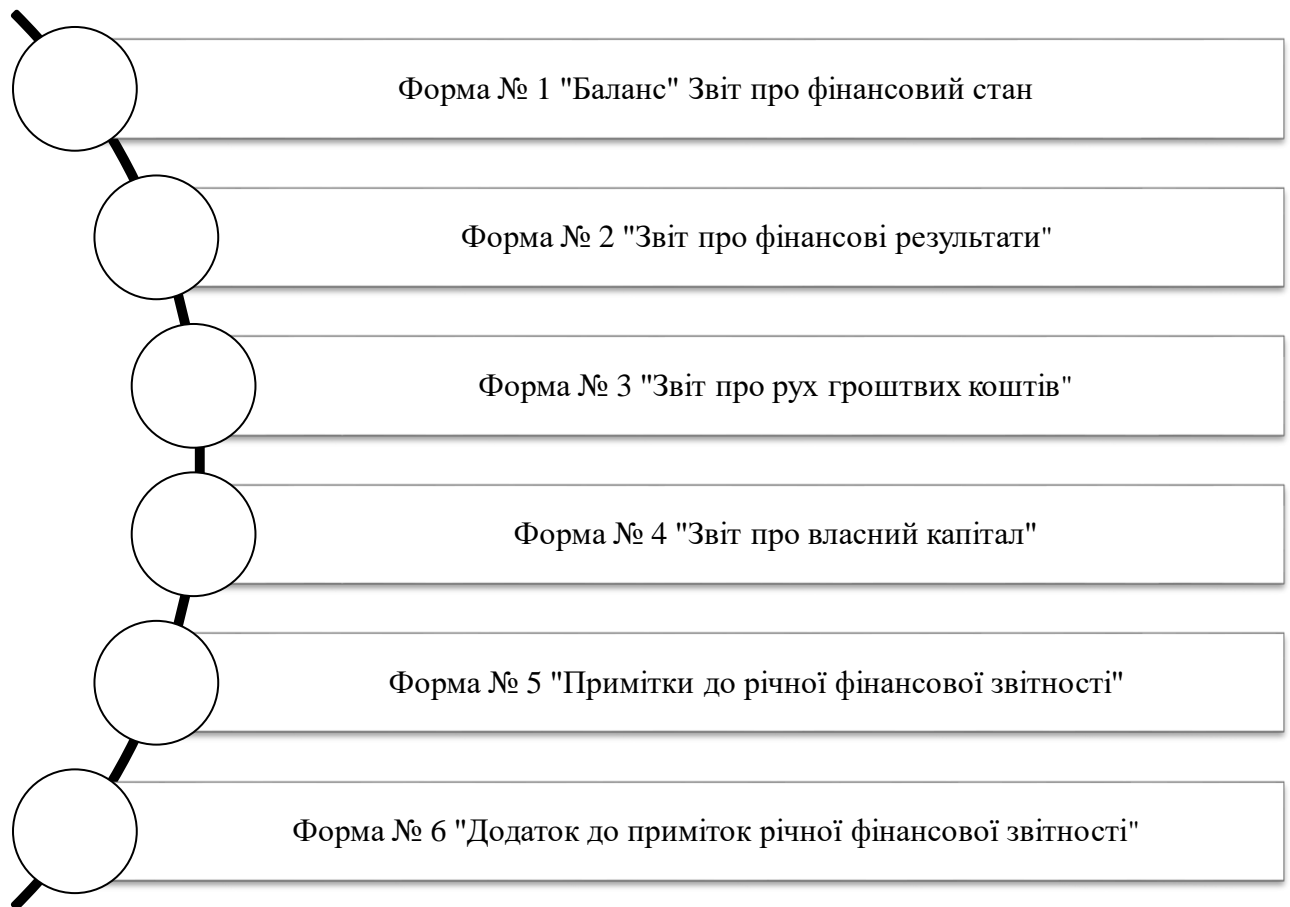 Форма № 1 "Баланс" Звіт про фінансовий стан
Форма № 2 "Звіт про фінансові результати"
Форма № 3 "Звіт про рух гроштвих коштів"
Форма № 4 "Звіт про власний капітал"
Форма № 5 "Примітки до річної фінансової звітності"
Форма № 6 "Додаток до приміток річної фінансової звітності"